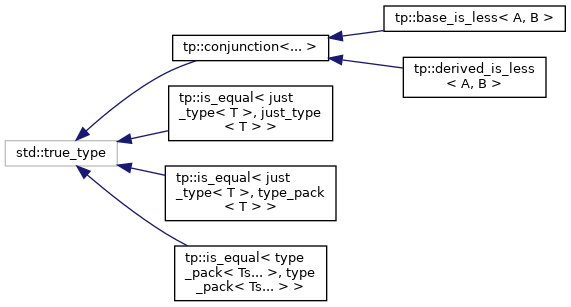 tp::base_is_less< A, B >
tp::conjunction<... >
tp::derived_is_less
< A, B >
tp::is_equal< just
_type< T >, just_type
< T > >
std::true_type
tp::is_equal< just
_type< T >, type_pack
< T > >
tp::is_equal< type
_pack< Ts... >, type
_pack< Ts... > >